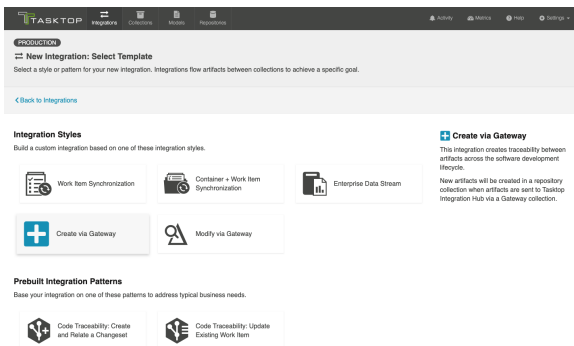 TASKTOP
Integrations
Collections
Models
Repositories
Activity
Metrics
Help
Settings
PRODUCTION
New Integration: Select Template
Select a style or pattern for your new integration. Integrations flow artifacts between collections to achieve a specific goal.
Back to Integrations
Integration Styles
Build a custom integration based on one of these integration styles.
Work Item Synchronization
Container + Work Item
Synchronization
Enterprise Data Stream
Create via Gateway
Modify via Gateway
Create via Gateway
This integration creates traceability between
artifacts across the software development
lifecycle.
New artifacts will be created in a repository
collection when artifacts are sent to Tasktop
Integration Hub via a Gateway collection.
Prebuilt Integration Patterns
Base your integration on one of these patterns to address typical business needs.
Code Traceability: Create
and Relate a Changeset
Code Traceability: Update
Existing Work Item